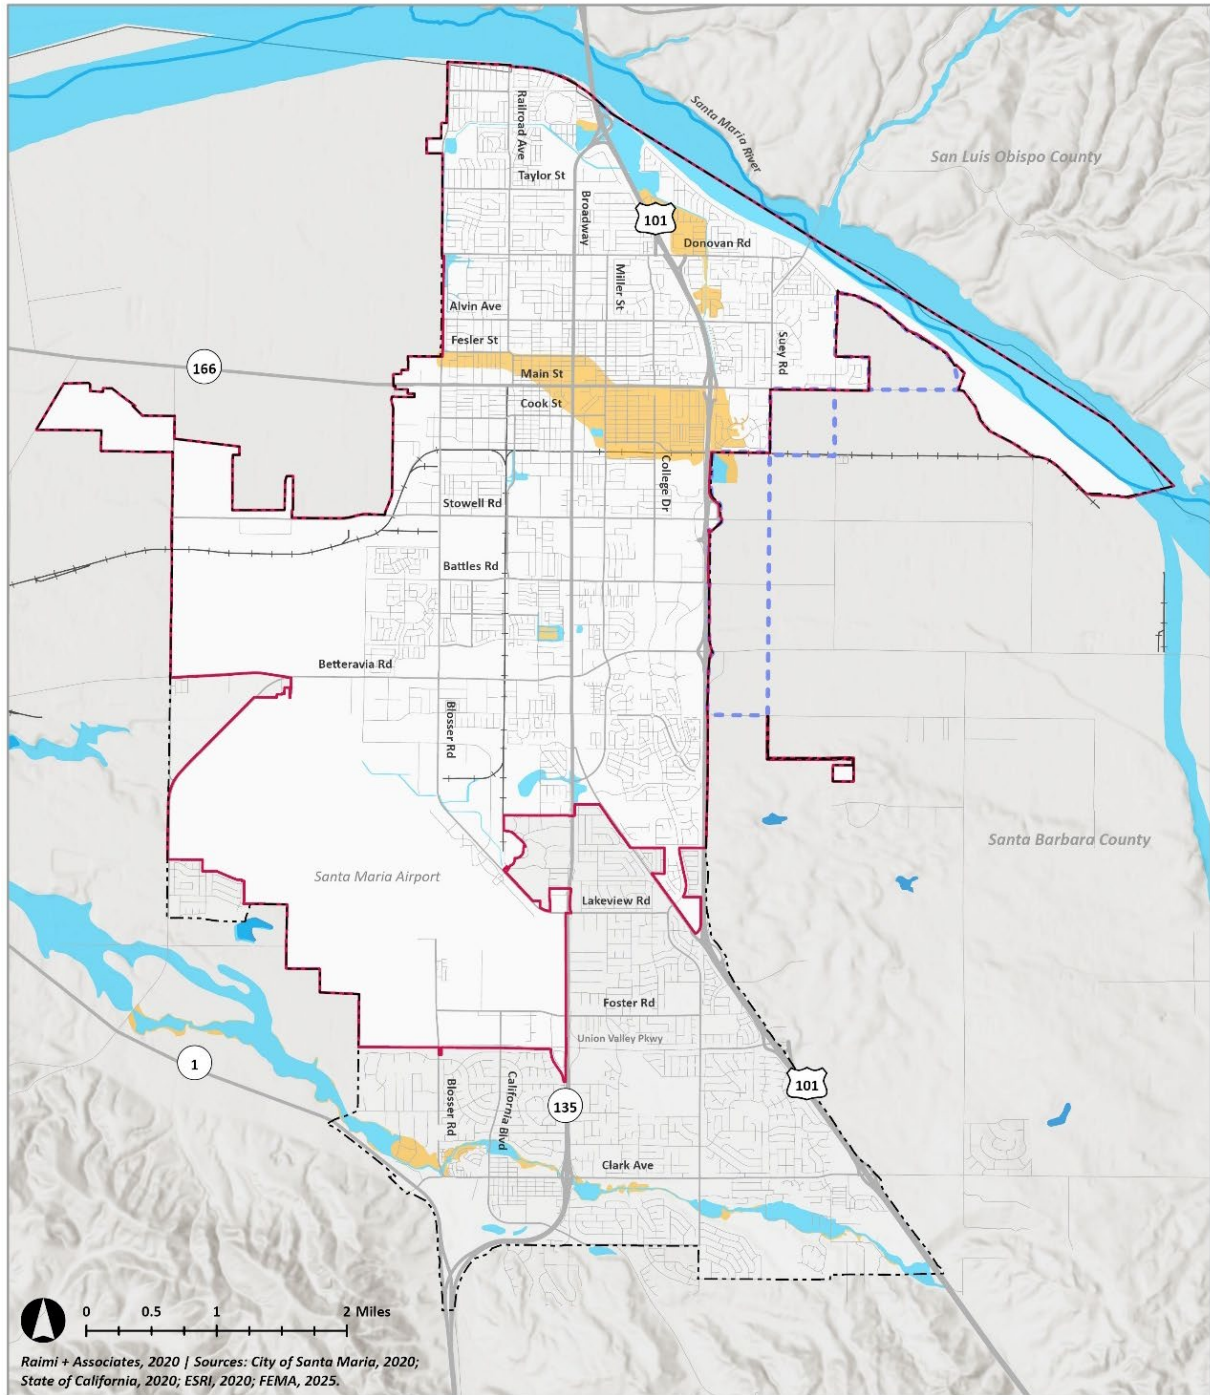 Santa Maria River
San Luis Obispo County
Railroad Ave
Taylor St
Broadway
101
Donovan Rd
Miller St
Alvin Ave
Fesler St
Suey Rd
166
Main St
Cook St
College Dr
Stowell Rd
Battles Rd
Betteravia Rd
Blosser Rd
Santa Barbara County
Santa Maria Airport
Lakeview Rd
Foster Rd
Union Valley Pkwy
1
101
135
Blosser Rd
California Blvd
Clark Ave
0 0.5 1 2 Miles
Raimi + Associates, 2020 | Sources: City of Santa Maria, 2020;
State of California, 2020; ESRI, 2020; FEMA, 2025.